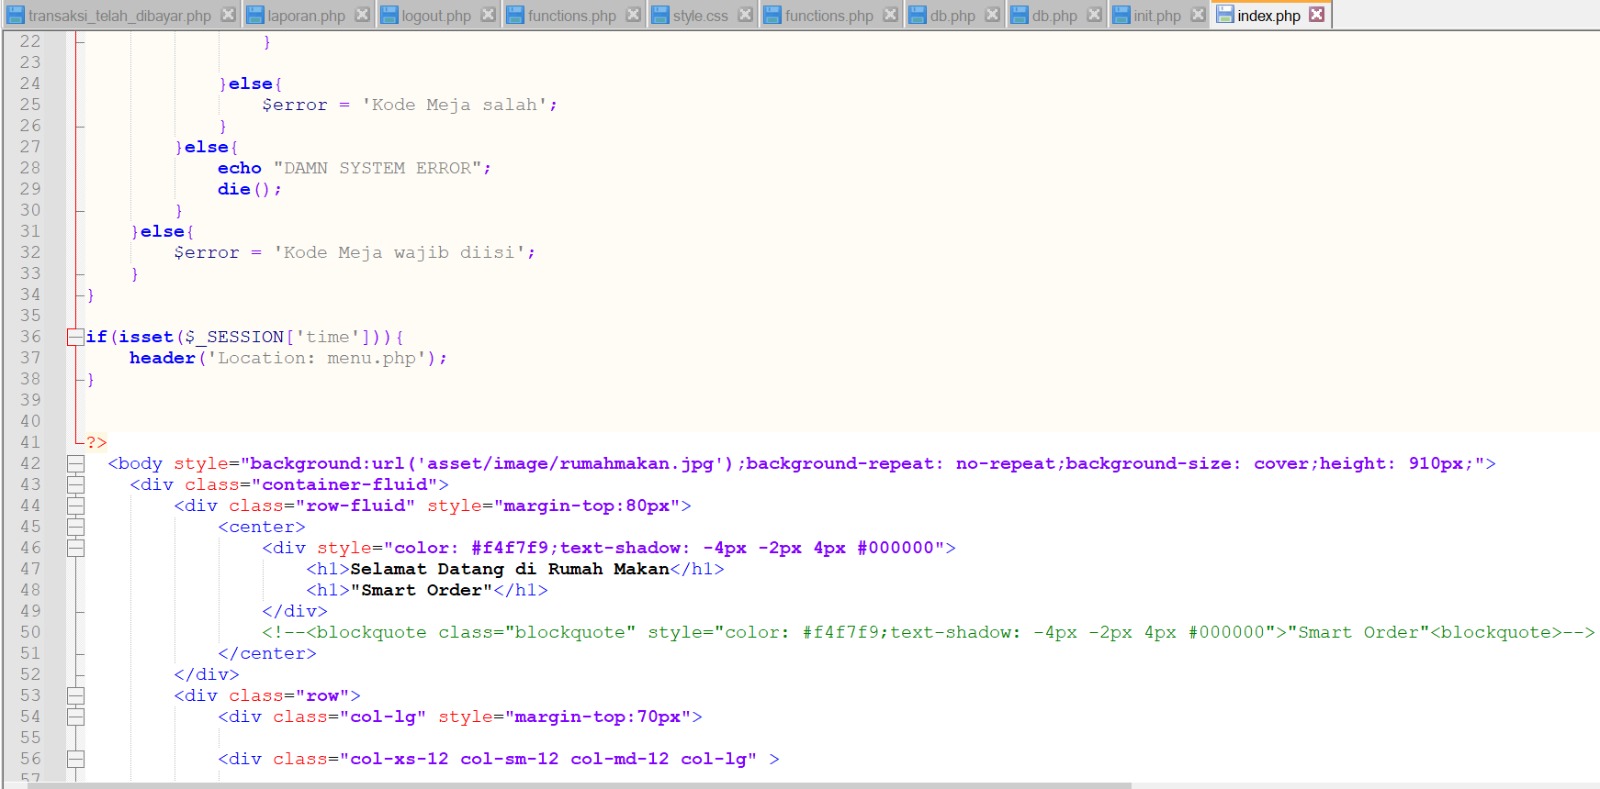 transaksi_telah_dibayar.php laporan.php logout.php functions.php style.css functions.php db.php db.php init.php index.php
22 }
23
24 }else{
25 $error = 'Kode Meja salah';
26 }
27 }else{
28 echo "DAMN SYSTEM ERROR";
29 die();
30 }
31 }else{
32 $error = 'Kode Meja wajib diisi';
33 }
34 }
35
36 if(isset($_SESSION['time'])){
37 header('Location: menu.php');
38 }
39
40
41 ?>
42 <body style="background:url('asset/image/rumahmakan.jpg');background-repeat: no-repeat;background-size: cover;height: 910px;">
43 <div class="container-fluid">
44 <div class="row-fluid" style="margin-top:80px">
45 <center>
46 <div style="color: #f4f7f9;text-shadow: -4px -2px 4px #000000">
47 <h1>Selamat Datang di Rumah Makan</h1>
48 <h1>"Smart Order"</h1>
49 </div>
50 <!--<blockquote class="blockquote" style="color: #f4f7f9;text-shadow: -4px -2px 4px #000000">"Smart Order"<blockquote>-->
51 </center>
52 </div>
53 <div class="row">
54 <div class="col-lg" style="margin-top:70px">
55
56 <div class="col-xs-12 col-sm-12 col-md-12 col-lg" >
57